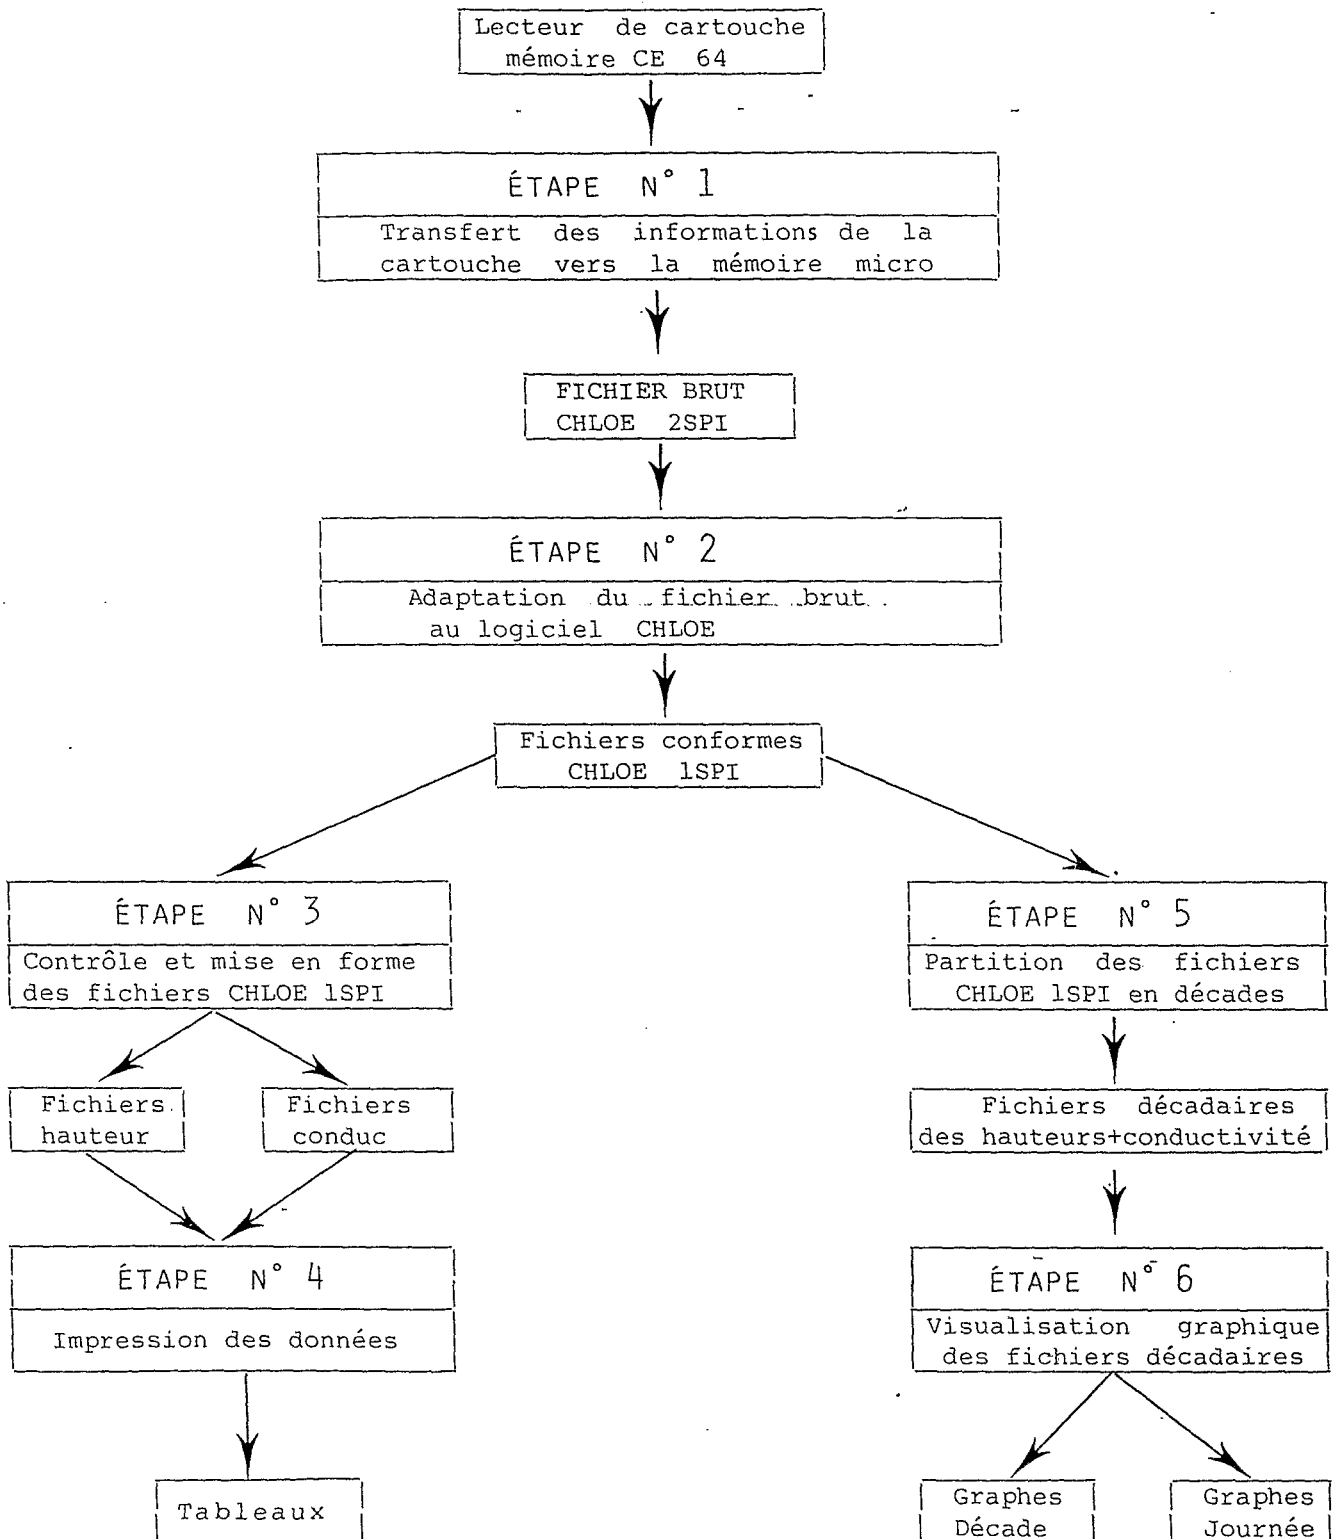 Lecteur de cartouche
mémoire CE 64
ÉTAPE N° 1
Transfert des informations de la
cartouche vers la mémoire micro
FICHIER BRUT
CHLOE 2SPI
ÉTAPE N° 2
Adaptation du fichier brut
au logiciel CHLOE
Fichiers conformes
CHLOE 1SPI
ÉTAPE N° 3
Contrôle et mise en forme
des fichiers CHLOE 1SPI
Fichiers
hauteur
Fichiers
conduc
ÉTAPE N° 4
Impression des données
Tableaux
ÉTAPE N° 5
Partition des fichiers
CHLOE 1SPI en décades
Fichiers décadaires
des hauteurs+conductivité
ÉTAPE N° 6
Visualisation graphique
des fichiers décadaires
Graphes
Décade
Graphes
Journée